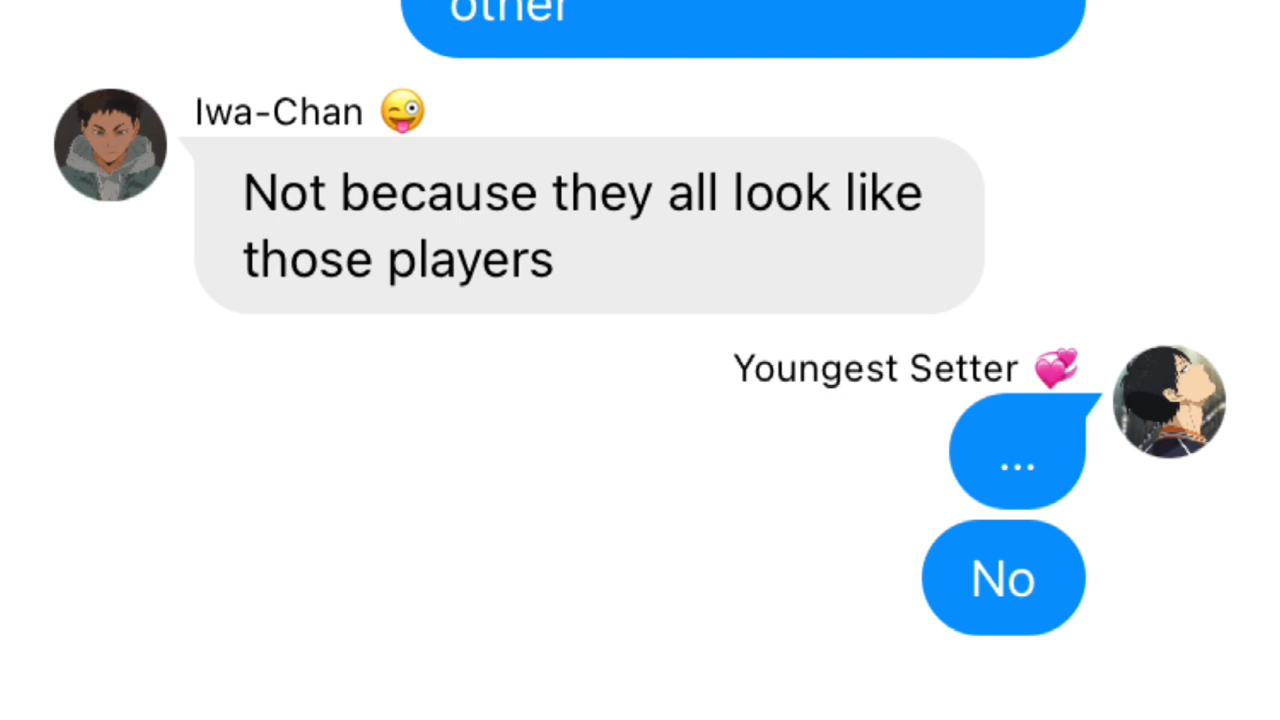 other
Iwa-Chan 😜
Not because they all look like
those players
Youngest Setter 💞
...
No